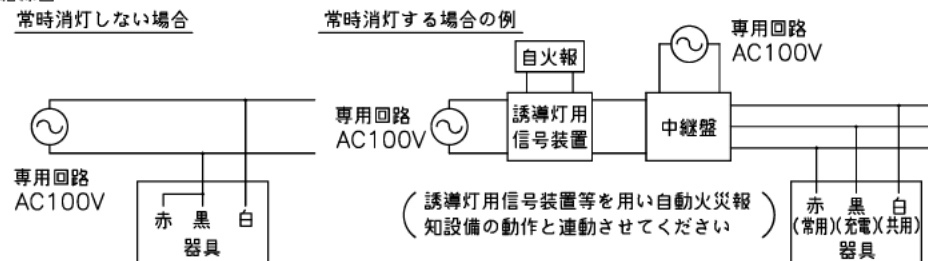 常時消灯しない場合
専用回路
AC100V
赤 黒 白
器具
常時消灯する場合の例
自火報
専用回路
AC100V
誘導灯用
信号装置
中継盤
専用回路
AC100V
誘導灯用信号装置等を用い自動火災報
知設備の動作と連動させてください
赤 黒 白
(常用)(充電)(共用)
器具